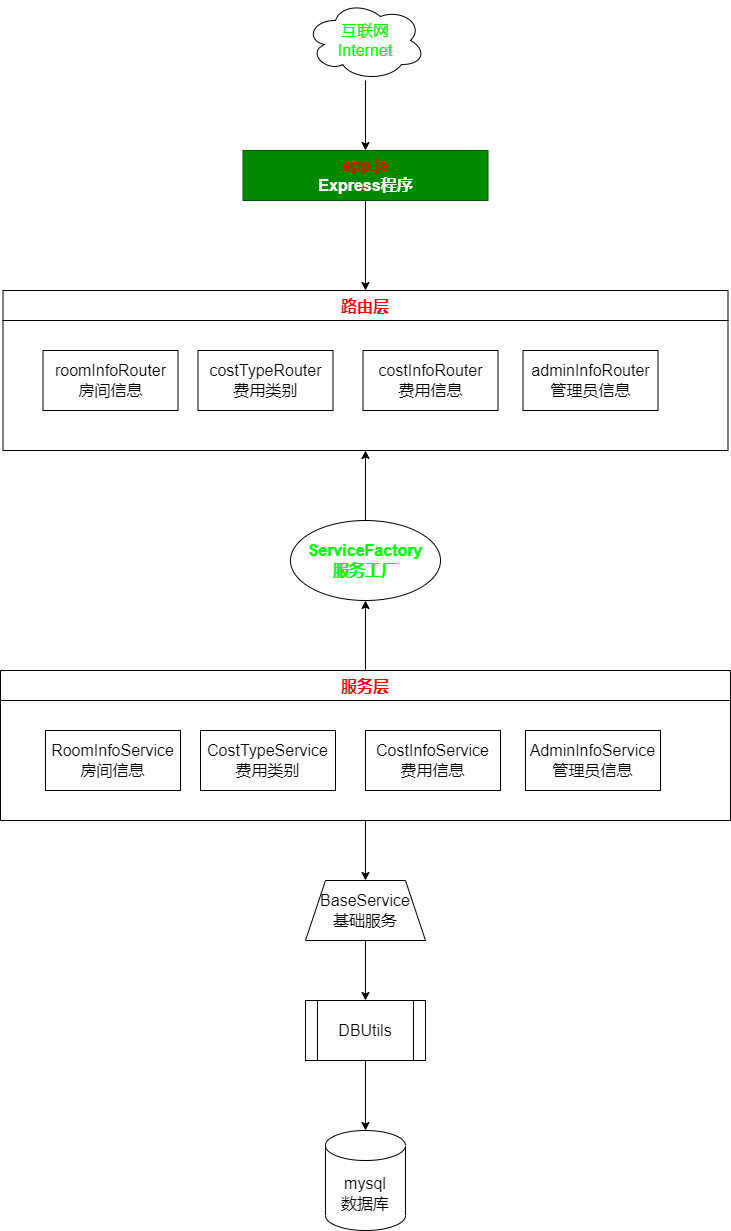 互联网
Internet
app.js
Express程序
路由层
roomInfoRouter
房间信息
costTypeRouter
费用类别
costInfoRouter
费用信息
adminInfoRouter
管理员信息
ServiceFactory
服务工厂
服务层
RoomInfoService
房间信息
CostTypeService
费用类别
CostInfoService
费用信息
AdminInfoService
管理员信息
BaseService
基础服务
DBUtils
mysql
数据库